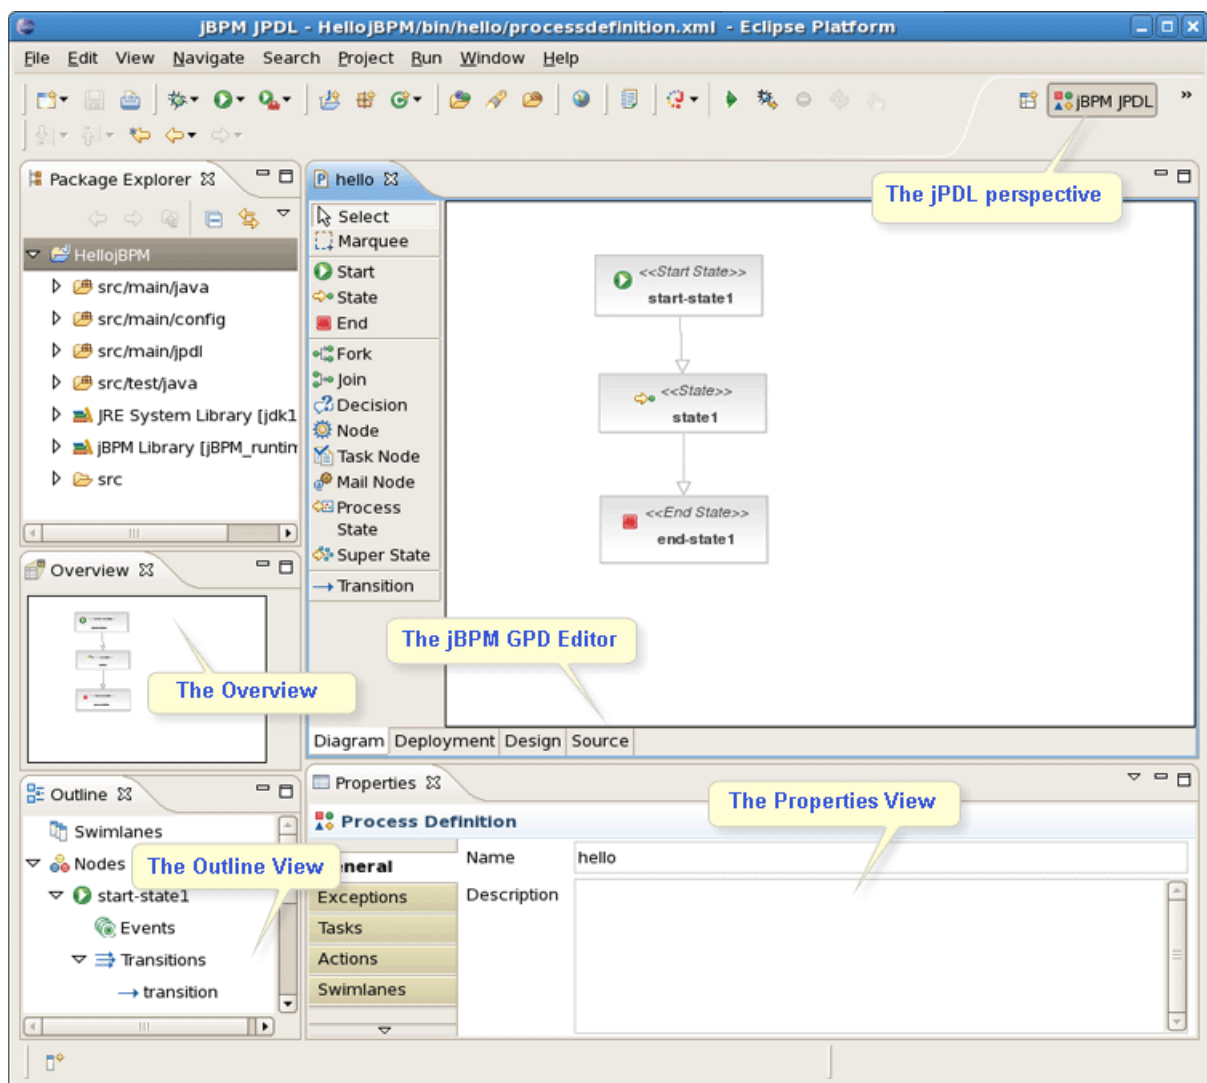 jBPM JPDL - HellojBPM/bin/hello/processdefinition.xml - Eclipse Platform
File Edit View Navigate Search Project Run Window Help
jBPM JPDL
The jPDL perspective
Package Explorer
HellojBPM
src/main/java
src/main/config
src/main/jpdl
src/test/java
JRE System Library [jdk1
jBPM Library [jBPM_runtin
src
hello
Select
Marquee
Start
State
End
Fork
Join
Decision
Node
Task Node
Mail Node
Process
State
Super State
Transition
<<Start State>>
start-state1
<<State>>
state1
<<End State>>
end-state1
The jBPM GPD Editor
Diagram Deployment Design Source
Overview
The Overview
Outline
Swimlanes
Nodes
start-state1
Events
Transitions
transition
The Outline View
Properties
The Properties View
Process Definition
eneral
Exceptions
Tasks
Actions
Swimlanes
Name hello
Description